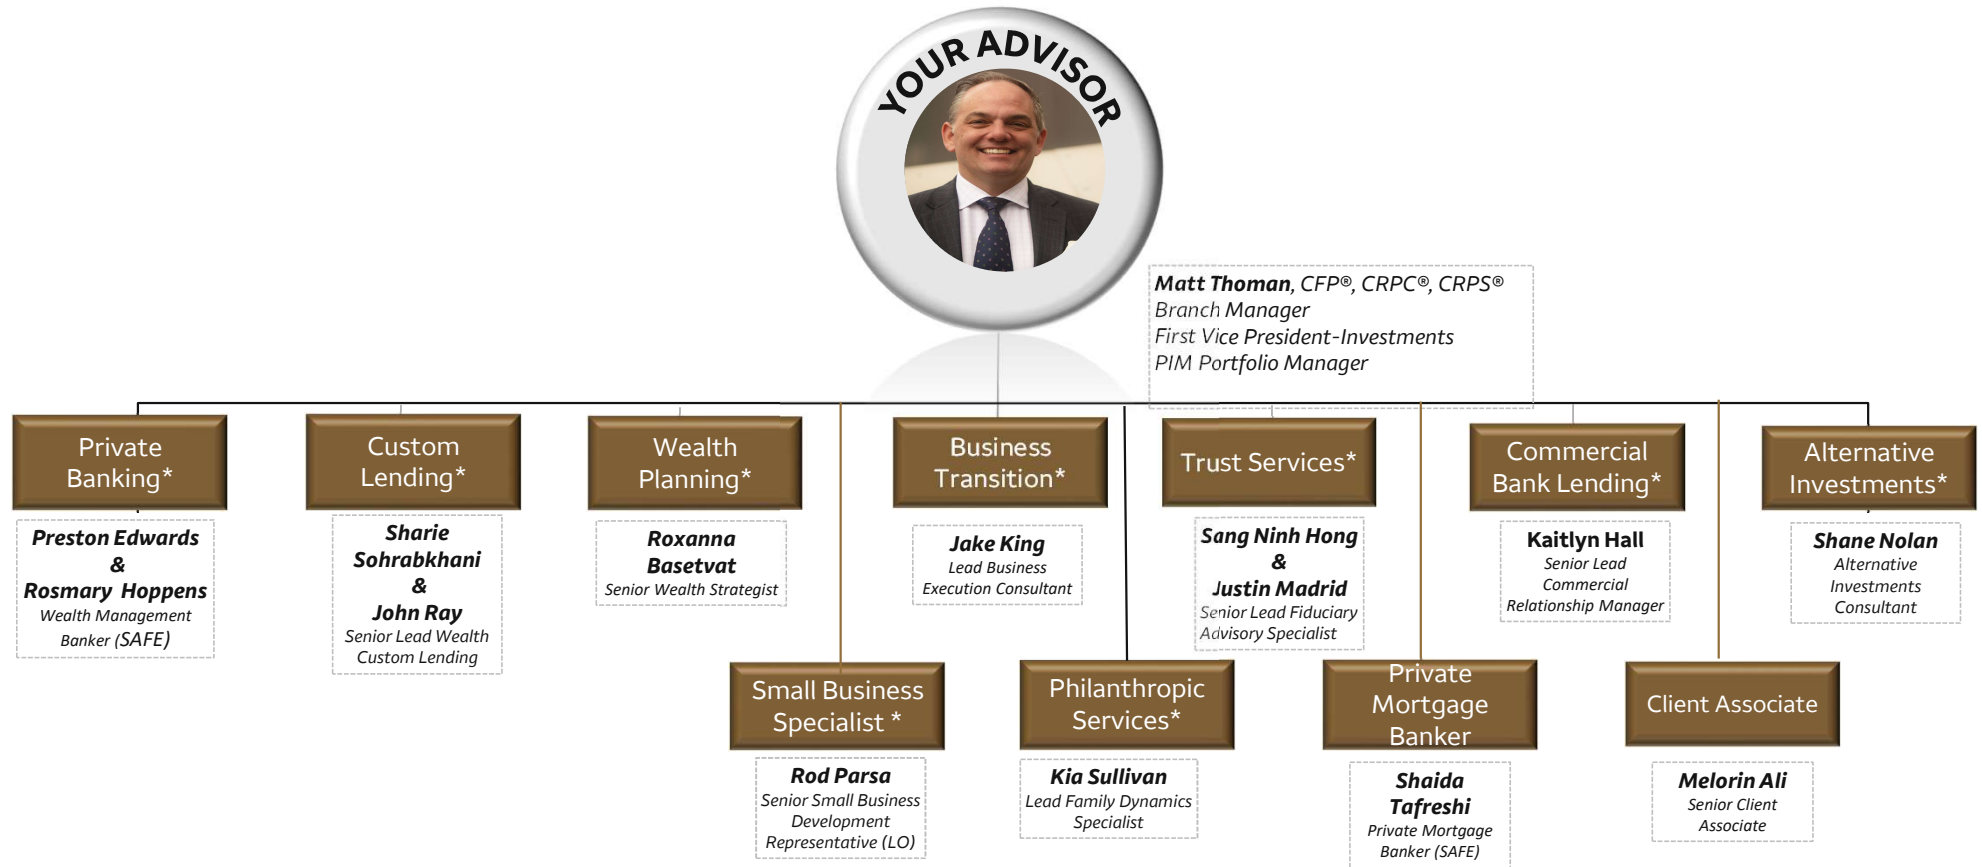 YOUR ADVISOR
Matt Thoman, CFP®, CRPC®, CRPS®
Branch Manager
First Vice President-Investments
PIM Portfolio Manager
Private
Banking*
Preston Edwards
&
Rosmary Hoppens
Wealth Management
Banker (SAFE)
Custom
Lending*
Sharie
Sohrabkhani
&
John Ray
Senior Lead Wealth
Custom Lending
Wealth
Planning*
Roxanna
Basetvat
Senior Wealth Strategist
Business
Transition*
Jake King
Lead Business
Execution Consultant
Trust Services*
Sang Ninh Hong
&
Justin Madrid
Senior Lead Fiduciary
Advisory Specialist
Commercial
Bank Lending*
Kaitlyn Hall
Senior Lead
Commercial
Relationship Manager
Alternative
Investments*
Shane Nolan
Alternative
Investments
Consultant
Small Business
Specialist *
Rod Parsa
Senior Small Business
Development
Representative (LO)
Philanthropic
Services*
Kia Sullivan
Lead Family Dynamics
Specialist
Private
Mortgage
Banker
Shaida
Tafreshi
Private Mortgage
Banker (SAFE)
Client Associate
Melorin Ali
Senior Client
Associate